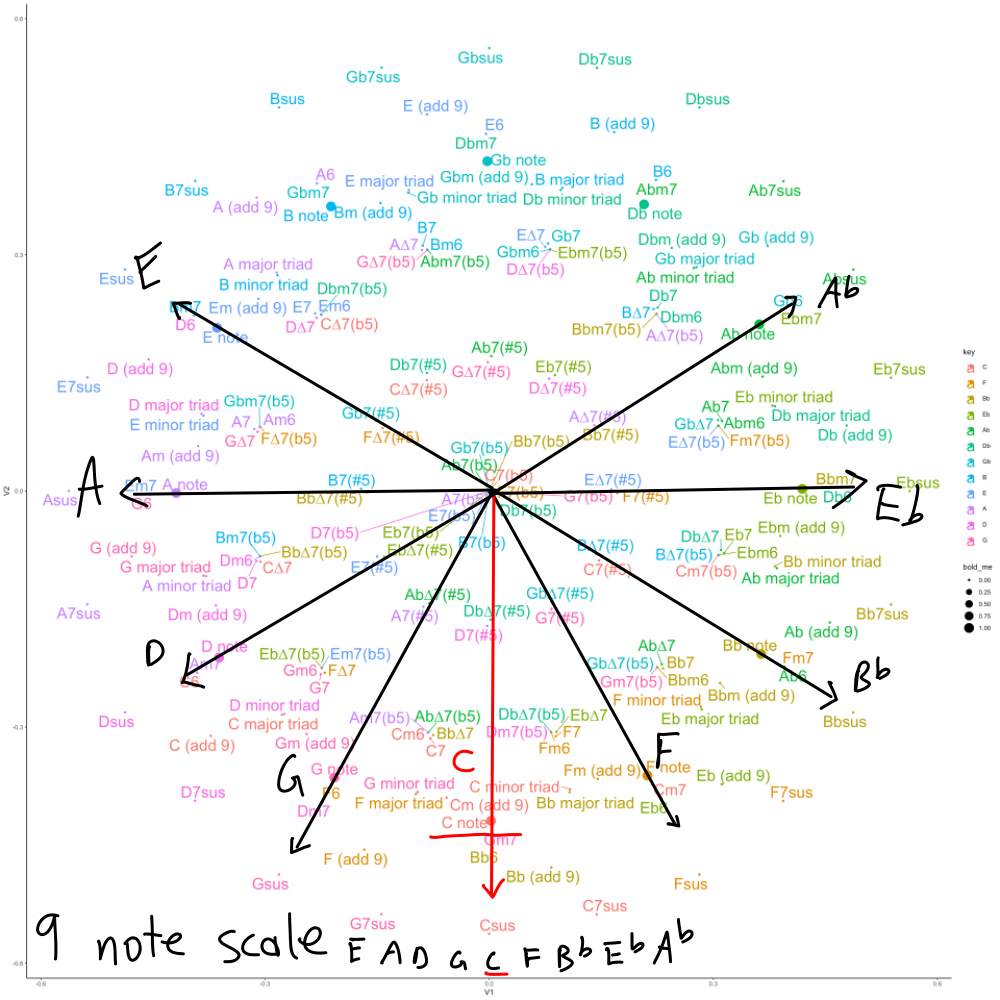 0.6
Gbsus
Db7sus
Gb7sus
Bsus
E (add 9)
Dbsus
E6
B (add 9)
Dbm7
Gb note
A6
E major triad
Gbm (add 9)
B major triad
B6
B7sus
Gbm7
Abm7
Ab7sus
A (add 9)
B note
Bm (add 9)
Gb minor triad
Db minor triad
Db note
B7
EΔ7
Gb7
Dbm (add 9)
Gb (add 9)
AΔ7
Bm6
Gbm6
Ebm7(b5)
Gb major triad
0.3
GΔ7(b5)
Abm7(b5)
DΔ7(b5)
E
A major triad
Ab minor triad
Esus
Absus
B minor triad
Dbm7(b5)
Db7
Gb6
Ab
Bm7
Em (add 9)
E7
Em6
BΔ7
Dbm6
Ebm7
D6
DΔ7
CΔ7(b5)
Bbm7(b5)
AΔ7(b5)
Ab note
E note
Ab7(#5)
D (add 9)
Db7(#5)
GΔ7(#5)
Eb7(#5)
Abm (add 9)
Eb7sus
E7sus
CΔ7(#5)
DΔ7(#5)
D major triad
Gbm7(b5)
Gb7(#5)
AΔ7(#5)
Ab7
Eb minor triad
E minor triad
A7
Am6
GbΔ7
Abm6
Db major triad
GΔ7
FΔ7(b5)
FΔ7(#5)
Bb7(b5)
Bb7(#5)
EΔ7(b5)
Fm7(b5)
Db (add 9)
Am (add 9)
Gb7(b5)
Ab7(b5)
C7(b5)
A
Asus
Em7
A note
B7(#5)
EΔ7(#5)
Bbm7
Ebsus
0.0
G6
BbΔ7(#5)
A7(b5)
G7(b5)
F7(#5)
Eb note
Db6
Eb
E7(b5)
Db7(b5)
D7(b5)
Eb7(b5)
Ebm (add 9)
G (add 9)
Bm7(b5)
BbΔ7(b5)
EbΔ7(#5)
B7(b5)
BΔ7(#5)
DbΔ7(b5)
Eb7
G major triad
Dm6
CΔ7
E7(#5)
C7(#5)
BΔ7(b5)
Ebm6
Bb minor triad
A minor triad
D7
Cm7(b5)
Ab major triad
AbΔ7(#5)
GbΔ7(#5)
A7sus
Dm (add 9)
A7(#5)
DbΔ7(#5)
G7(#5)
Bb7sus
D7(#5)
Ab (add 9)
D
D note
EbΔ7(b5)
Em7(b5)
AbΔ7
Bb note
Am7
Gm6
FΔ7
GbΔ7(b5)
Bb7
Fm7
C6
G7
Gm7(b5)
Bbm6
Ab6
Bb
D minor triad
F minor triad
Bbm (add 9)
Dsus
C major triad
Am7(b5)
AbΔ7(b5)
DbΔ7(b5)
EbΔ7
Eb major triad
Bbsus
-0.3
C (add 9)
Gm (add 9)
Cm6
BbΔ7
Dm7(b5)
F7
C7
Fm6
C
F
G
G note
G minor triad
C minor triad
Fm (add 9)
F note
Eb (add 9)
D7sus
F6
F major triad
Cm (add 9)
Bb major triad
Cm7
F7sus
Dm7
C note
Eb6
Gm7
F (add 9)
Bb6
Bb (add 9)
Gsus
Fsus
C7sus
G7sus
Csus
9 note scale E A D G C F Bb Eb Ab
-0.6
-0.6
-0.3
0.0
0.3
0.6
V1
V2
key
C
F
Bb
Eb
Ab
Db
Gb
B
E
A
D
G
bold_me
0.00
0.25
0.50
0.75
1.00